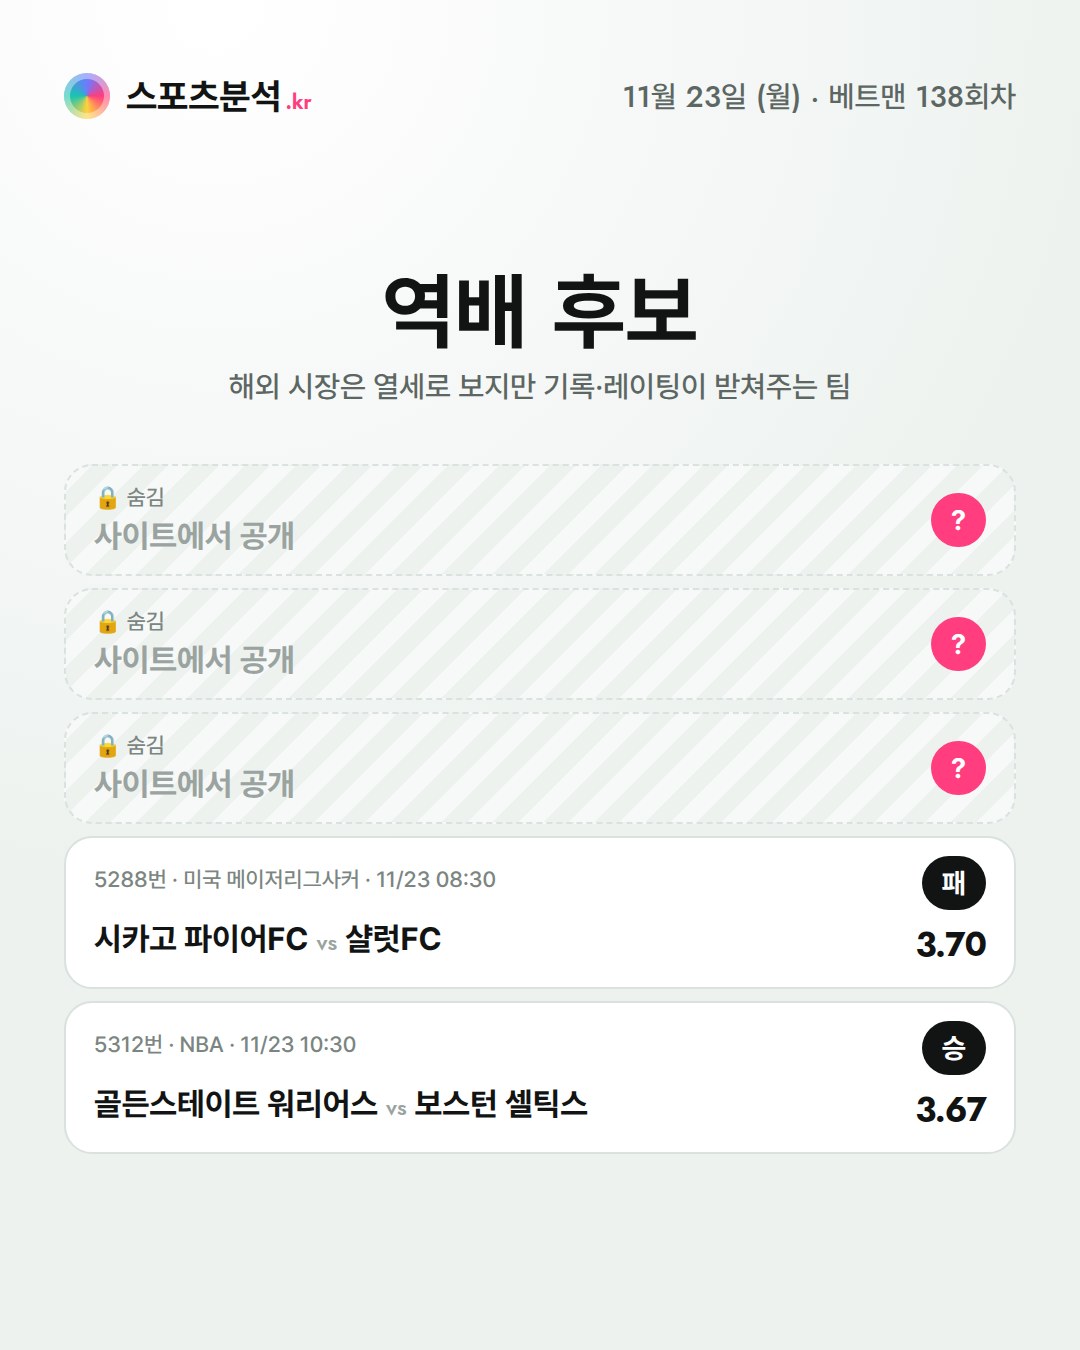 스포츠분석.kr
11월 23일 (월) · 베트맨 138회차
역배 후보
해외 시장은 열세로 보지만 기록·레이팅이 받쳐주는 팀
🔒 숨김
사이트에서 공개
?
🔒 숨김
사이트에서 공개
?
🔒 숨김
사이트에서 공개
?
5288번 · 미국 메이저리그사커 · 11/23 08:30
패
시카고 파이어FC vs 샬럿FC
3.70
5312번 · NBA · 11/23 10:30
승
골든스테이트 워리어스 vs 보스턴 셀틱스
3.67